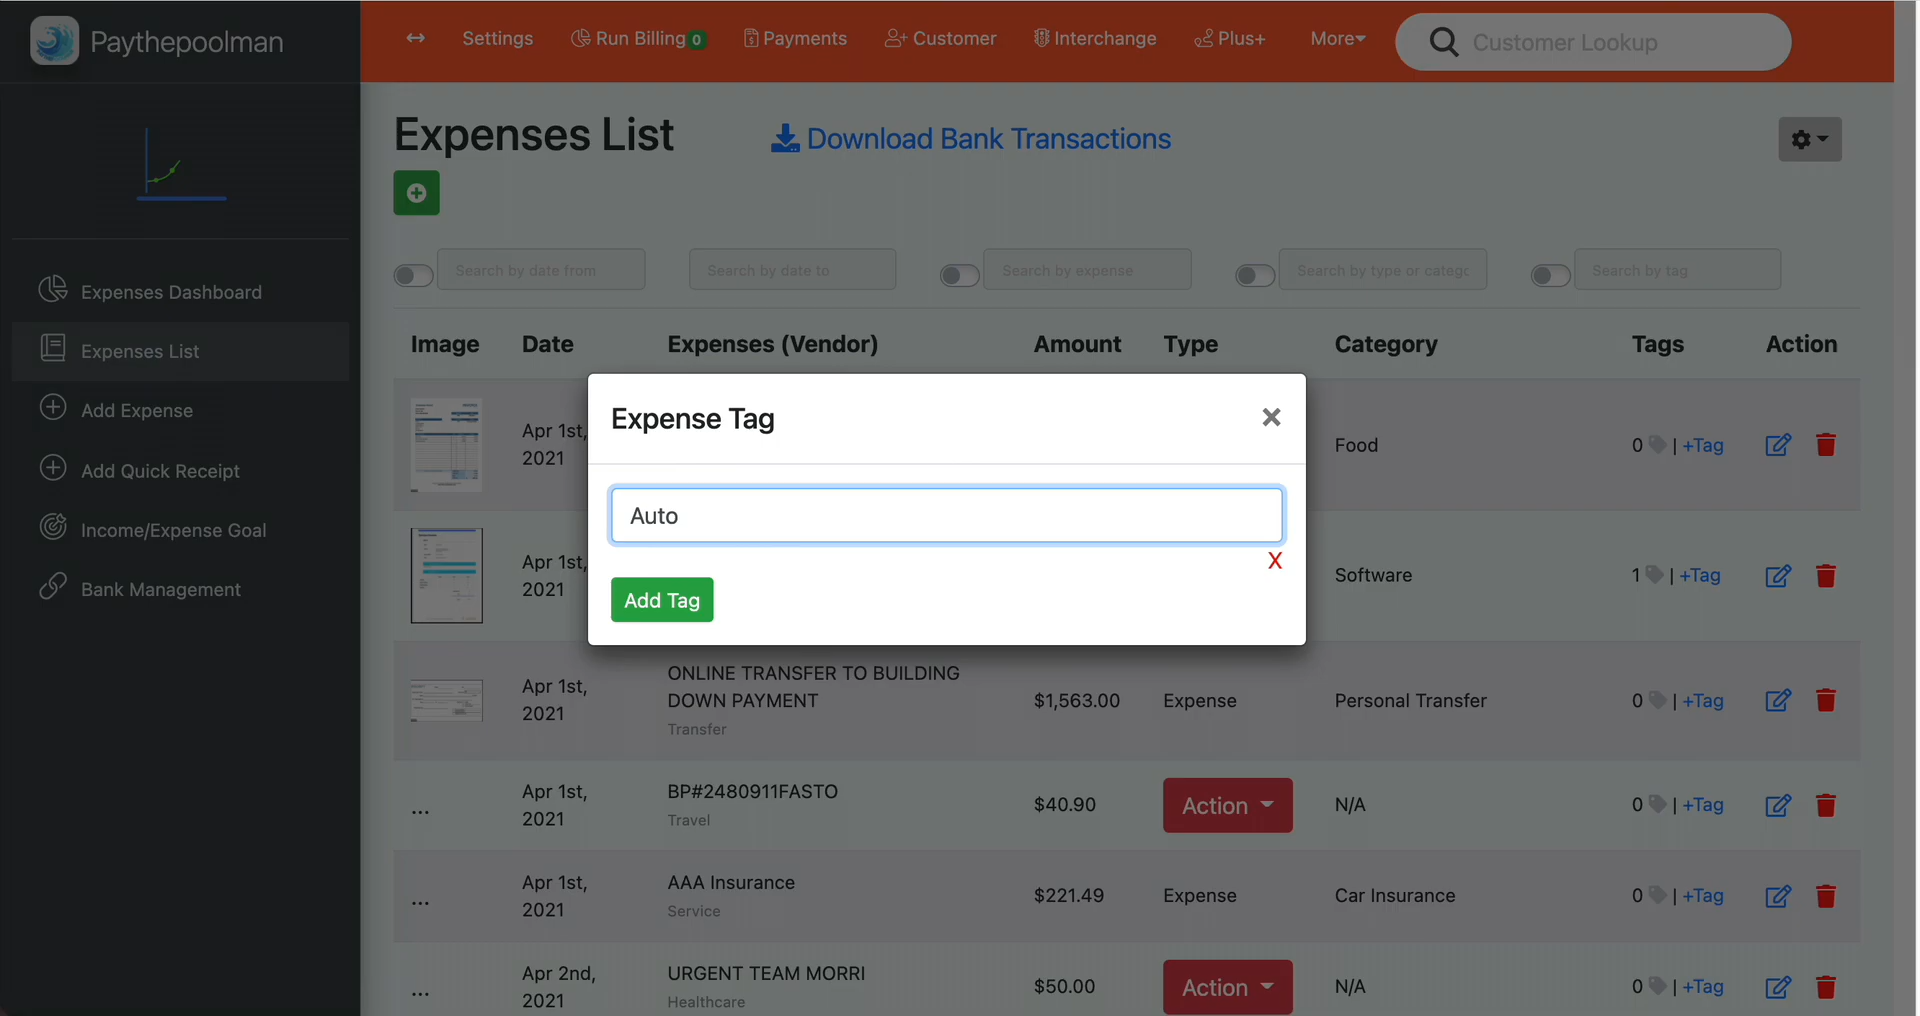 Paythepoolman
Settings
Run Billing 0
Payments
Customer
Interchange
Plus+
More
Customer Lookup
Expenses Dashboard
Expenses List
Add Expense
Add Quick Receipt
Income/Expense Goal
Bank Management
Expenses List
Download Bank Transactions
Search by date from
Search by date to
Search by expense
Search by type or categc
Search by tag
Image Date Expenses (Vendor) Amount Type Category Tags Action
Apr 1st,
2021
Food
0 | +Tag
Expense Tag
×
Auto
X
Add Tag
Apr 1st,
2021
Software
1 | +Tag
Apr 1st,
2021
ONLINE TRANSFER TO BUILDING
DOWN PAYMENT
Transfer
$1,563.00
Expense
Personal Transfer
0 | +Tag
...
Apr 1st,
2021
BP#2480911FASTO
Travel
$40.90
Action
N/A
0 | +Tag
...
Apr 1st,
2021
AAA Insurance
Service
$221.49
Expense
Car Insurance
0 | +Tag
...
Apr 2nd,
2021
URGENT TEAM MORRI
Healthcare
$50.00
Action
N/A
0 | +Tag